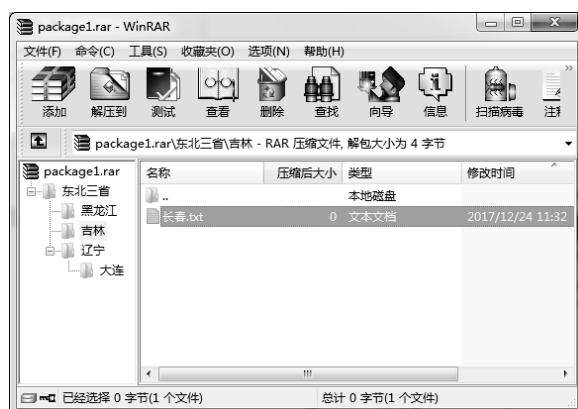 package1.rar - WinRAR
文件(F) 命令(C) 工具(S) 收藏夹(O) 选项(N) 帮助(H)
添加 解压到 测试 查看 删除 查找 向导 信息 扫描病毒 注释
package1.rar\东北三省\吉林 - RAR 压缩文件, 解包大小为 4 字节
package1.rar
东北三省
黑龙江
吉林
辽宁
大连
名称 压缩后大小 类型 修改时间
.. 本地磁盘
长春.txt 0 文本文档 2017/12/24 11:32
已经选择 0 字节(1 个文件) 总计 0 字节(1 个文件)